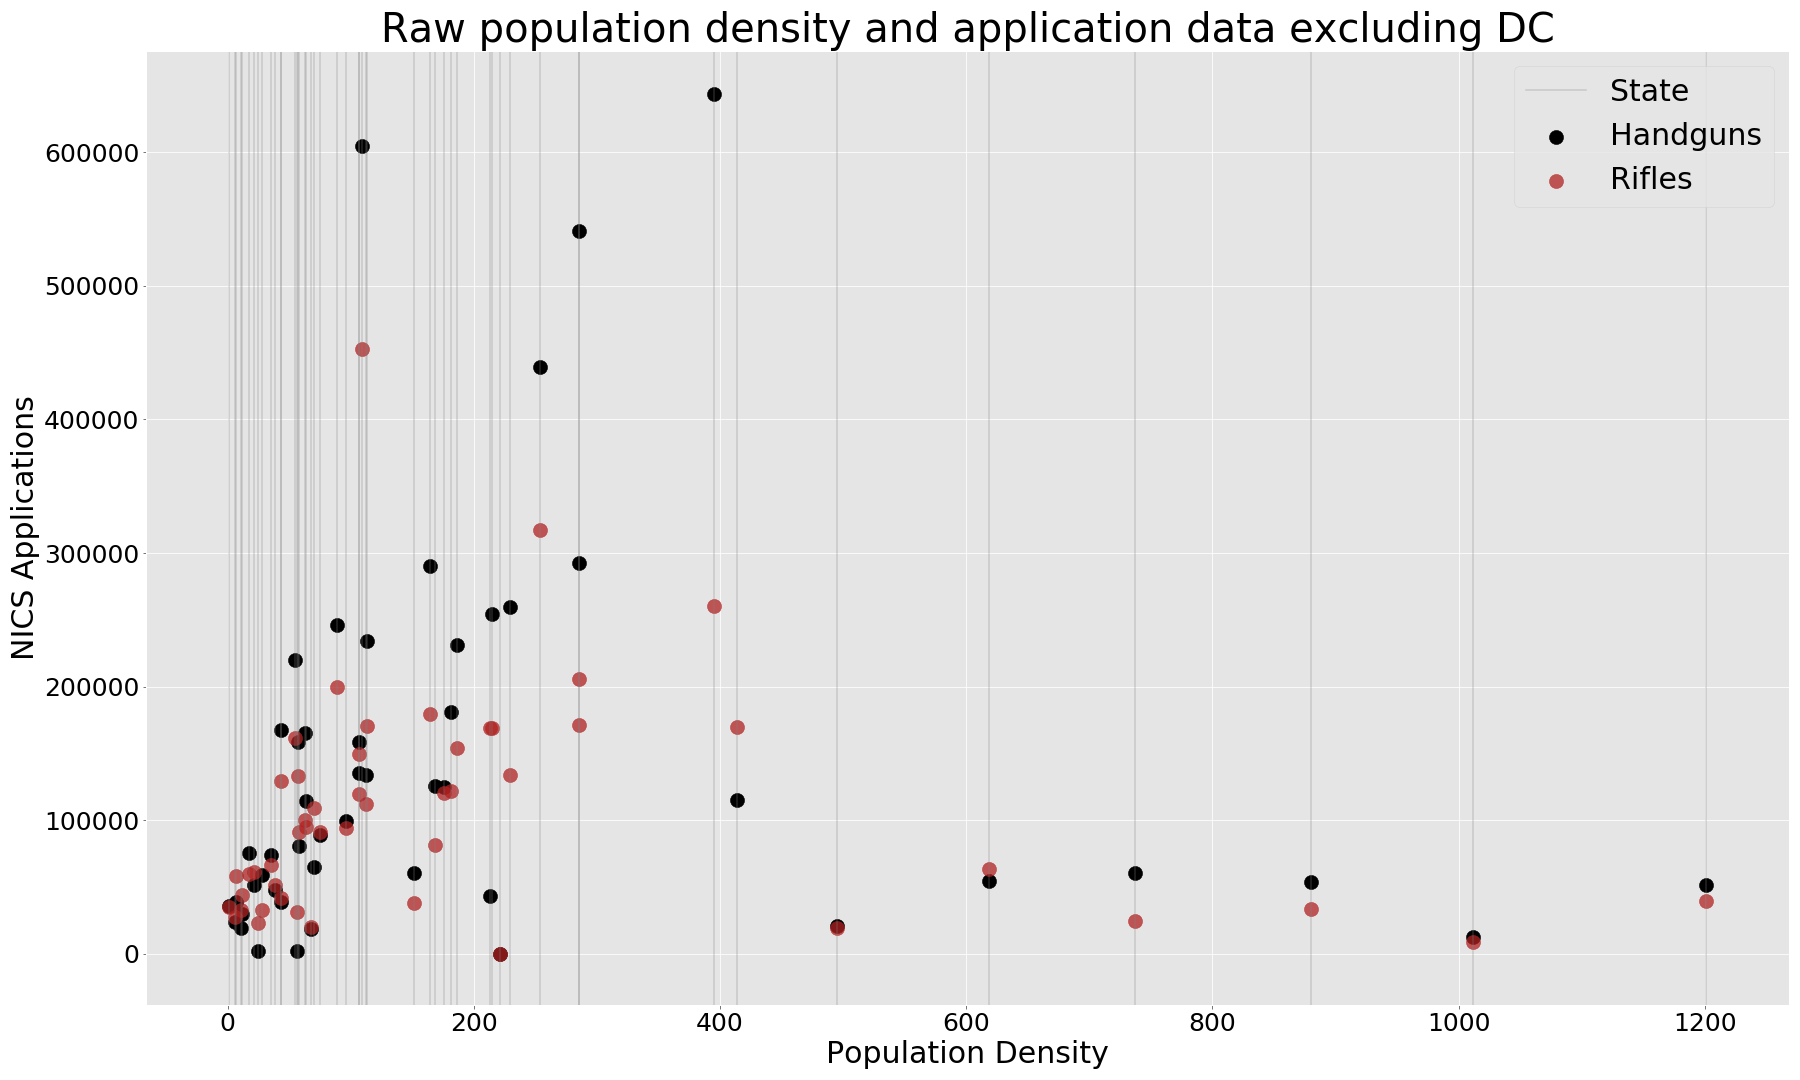 Raw population density and application data excluding DC
State
Handguns
Rifles
NICS Applications
600000
500000
400000
300000
200000
100000
0
0 200 400 600 800 1000 1200
Population Density